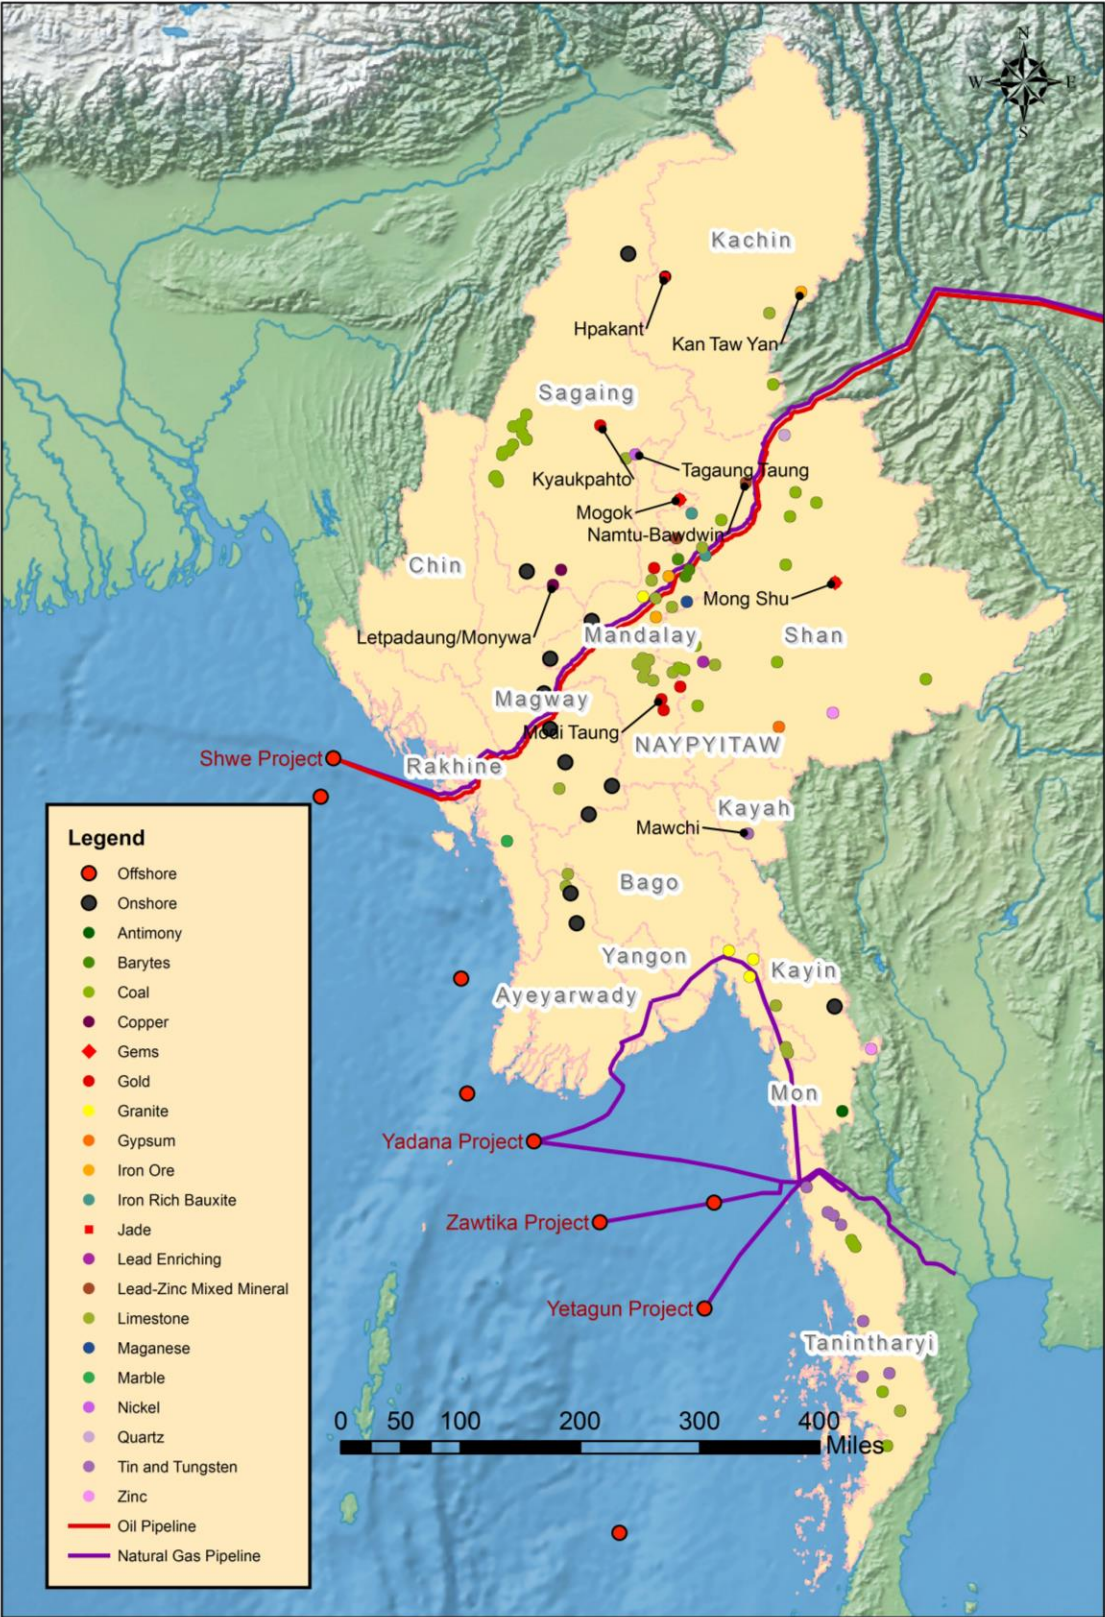 N
W E
S
Kachin
Hpakant
Kan Taw Yan
Sagaing
Kyaukpahto
Tagaung Taung
Mogok
Namtu-Bawdwin
Chin
Mong Shu
Letpadaung/Monywa
Mandalay
Shan
Magway
Modi Taung
NAYPYITAW
Shwe Project
Rakhine
Kayah
Mawchi
Bago
Yangon
Kayin
Ayeyarwady
Mon
Yadana Project
Zawtika Project
Yetagun Project
Tanintharyi
0 50 100 200 300 400
Miles
Legend
Offshore
Onshore
Antimony
Barytes
Coal
Copper
Gems
Gold
Granite
Gypsum
Iron Ore
Iron Rich Bauxite
Jade
Lead Enriching
Lead-Zinc Mixed Mineral
Limestone
Maganese
Marble
Nickel
Quartz
Tin and Tungsten
Zinc
Oil Pipeline
Natural Gas Pipeline